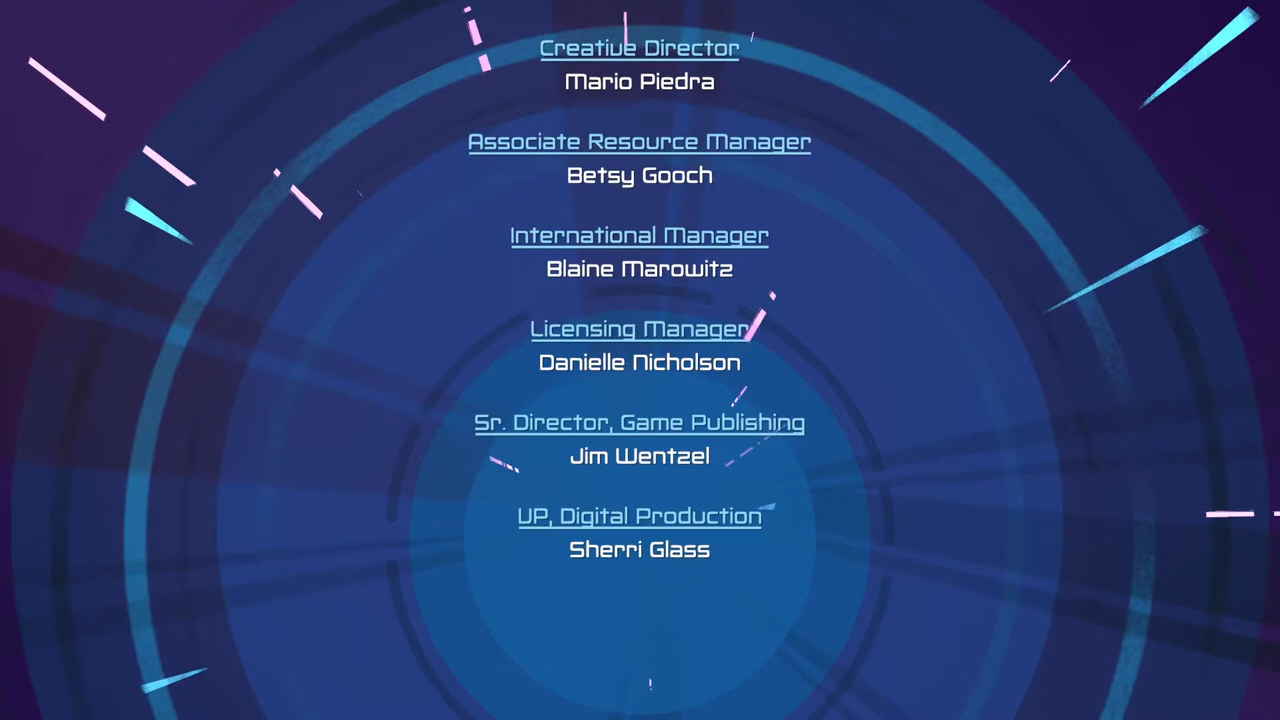 Creative Director
Mario Piedra
Associate Resource Manager
Betsy Gooch
International Manager
Blaine Marowitz
Licensing Manager
Danielle Nicholson
Sr. Director, Game Publishing
Jim Wentzel
VP, Digital Production
Sherri Glass